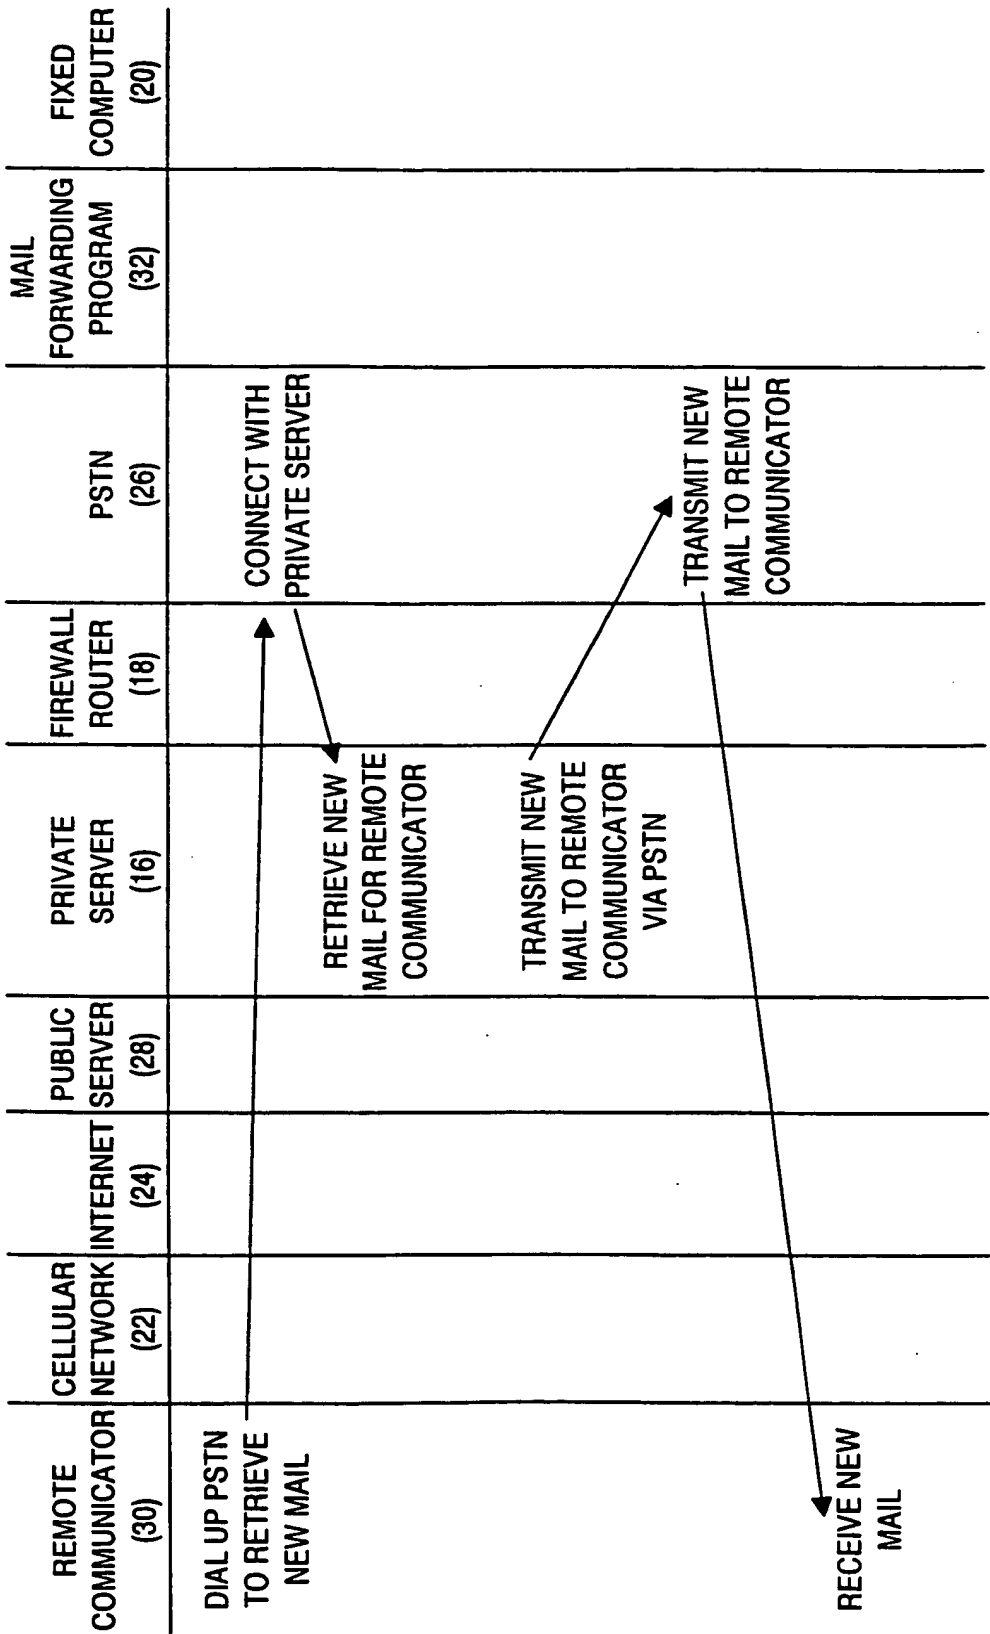 REMOTE
COMMUNICATOR
(30)
CELLULAR
NETWORK
(22)
INTERNET
(24)
PUBLIC
SERVER
(28)
PRIVATE
SERVER
(16)
FIREWALL
ROUTER
(18)
PSTN
(26)
MAIL
FORWARDING
PROGRAM
(32)
FIXED
COMPUTER
(20)
DIAL UP PSTN
TO RETRIEVE
NEW MAIL
CONNECT WITH
PRIVATE SERVER
RETRIEVE NEW
MAIL FOR REMOTE
COMMUNICATOR
TRANSMIT NEW
MAIL TO REMOTE
COMMUNICATOR
VIA PSTN
TRANSMIT NEW
MAIL TO REMOTE
COMMUNICATOR
RECEIVE NEW
MAIL